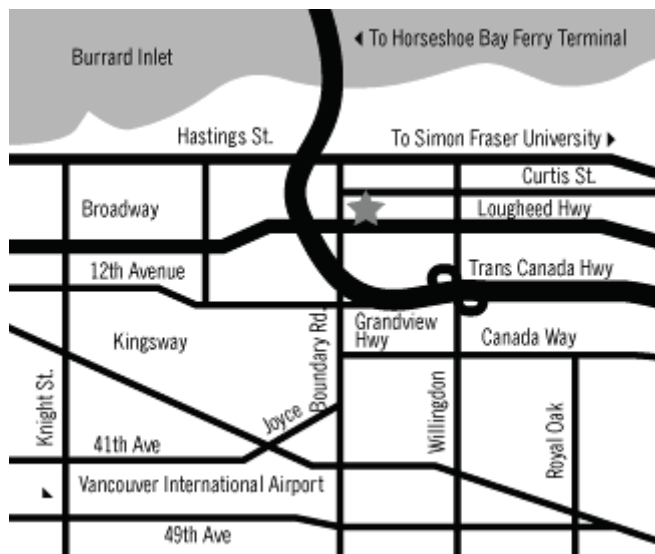 To Horseshoe Bay Ferry Terminal
Burrard Inlet
Hastings St.
To Simon Fraser University
Curtis St.
Broadway
Lougheed Hwy
12th Avenue
Trans Canada Hwy
Grandview
Hwy
Kingsway
Canada Way
Boundary Rd.
Knight St.
Joyce
Willingdon
Royal Oak
41th Ave
Vancouver International Airport
49th Ave